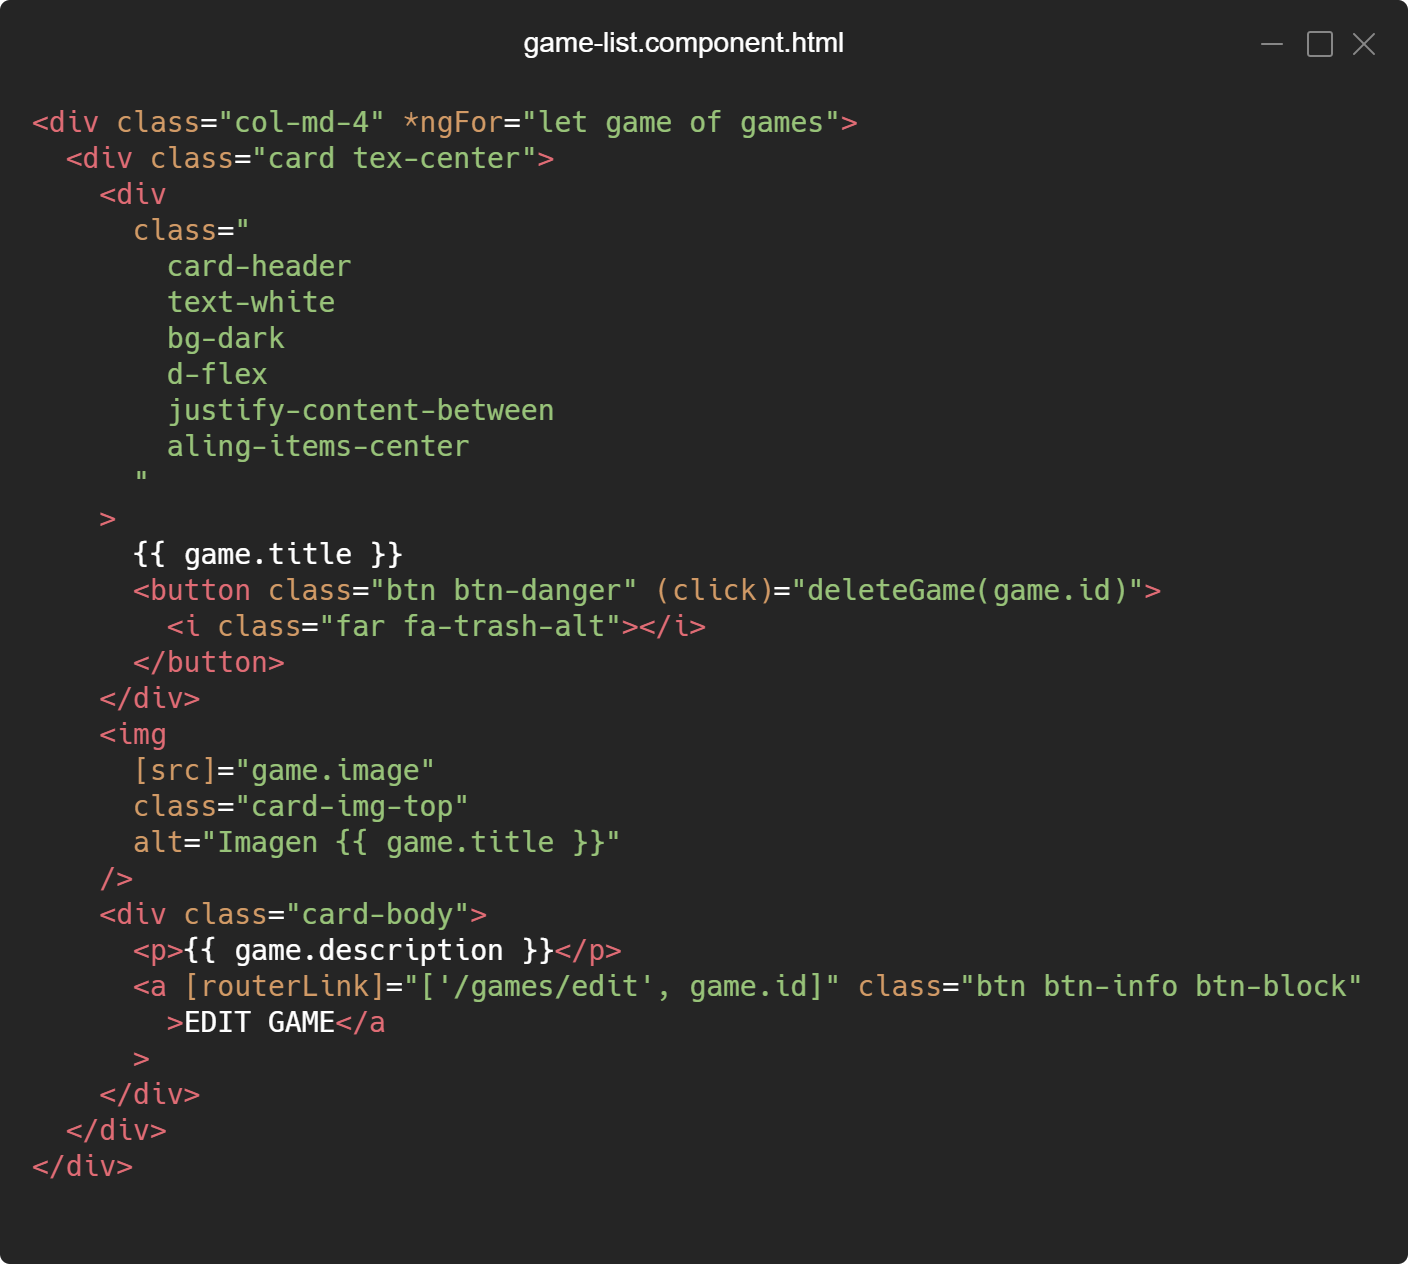 game-list.component.html
<div class="col-md-4" *ngFor="let game of games">
  <div class="card tex-center">
    <div
      class="
        card-header
        text-white
        bg-dark
        d-flex
        justify-content-between
        aling-items-center
      "
    >
      {{ game.title }}
      <button class="btn btn-danger" (click)="deleteGame(game.id)">
        <i class="far fa-trash-alt"></i>
      </button>
    </div>
    <img
      [src]="game.image"
      class="card-img-top"
      alt="Imagen {{ game.title }}"
    />
    <div class="card-body">
      <p>{{ game.description }}</p>
      <a [routerLink]="['/games/edit', game.id]" class="btn btn-info btn-block"
        >EDIT GAME</a
      >
    </div>
  </div>
</div>